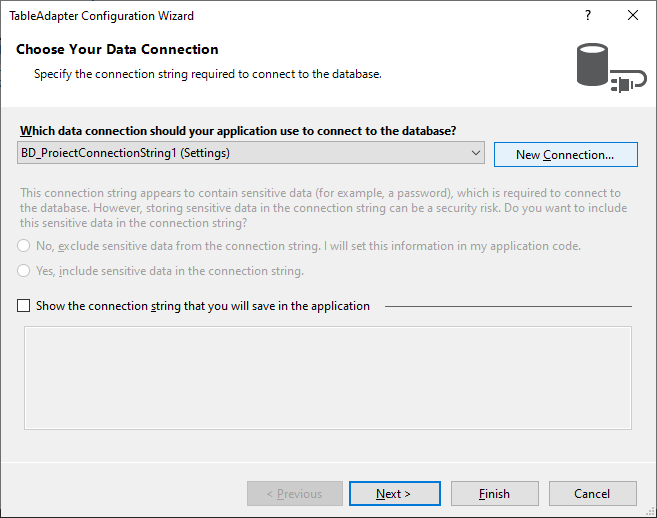 TableAdapter Configuration Wizard
?
Choose Your Data Connection
Specify the connection string required to connect to the database.
Which data connection should your application use to connect to the database?
BD_ProiectConnectionString1 (Settings)
New Connection...
This connection string appears to contain sensitive data (for example, a password), which is required to connect to
the database. However, storing sensitive data in the connection string can be a security risk. Do you want to include
this sensitive data in the connection string?
No, exclude sensitive data from the connection string. I will set this information in my application code.
Yes, include sensitive data in the connection string.
Show the connection string that you will save in the application
< Previous
Next >
Finish
Cancel